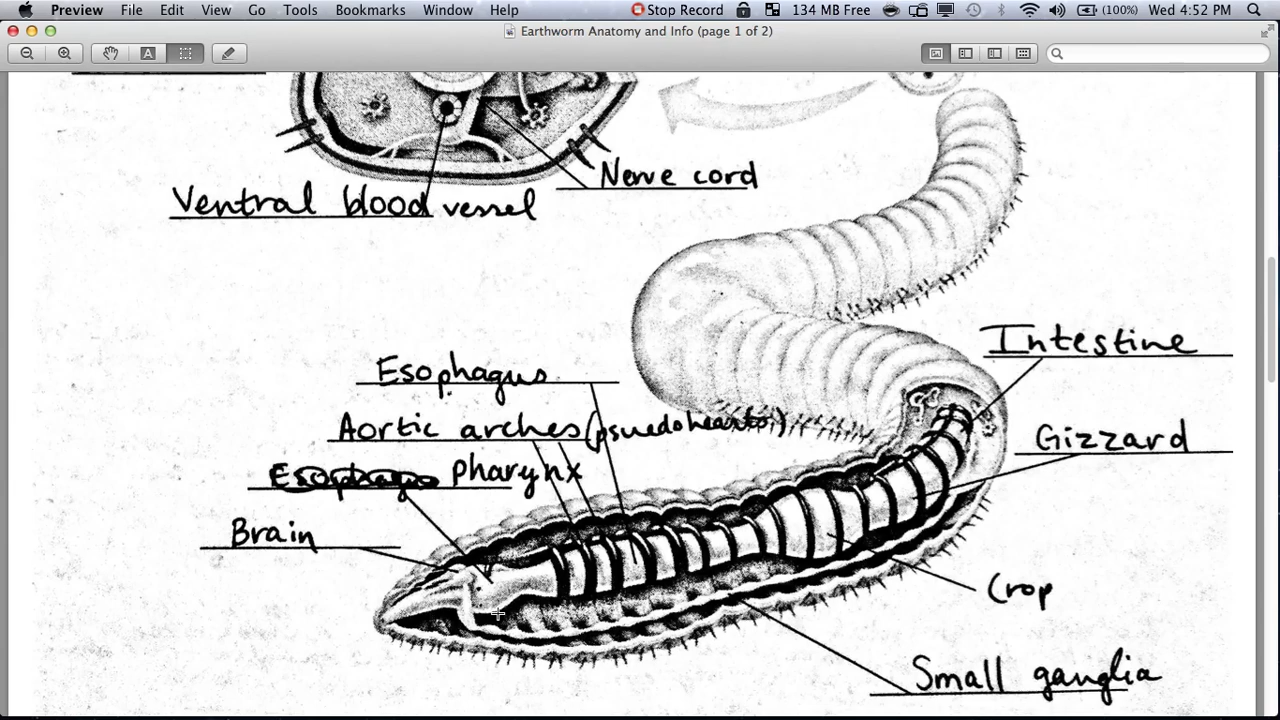 Preview File Edit View Go Tools Bookmarks Window Help Stop Record 134 MB Free (100%) Wed 4:52 PM
Earthworm Anatomy and Info (page 1 of 2)
Nerve cord
Ventral blood vessel
Intestine
Esophagus
Aortic arches (psuedohearts)
Gizzard
Esophago Pharynx
Brain
Crop
Small ganglia